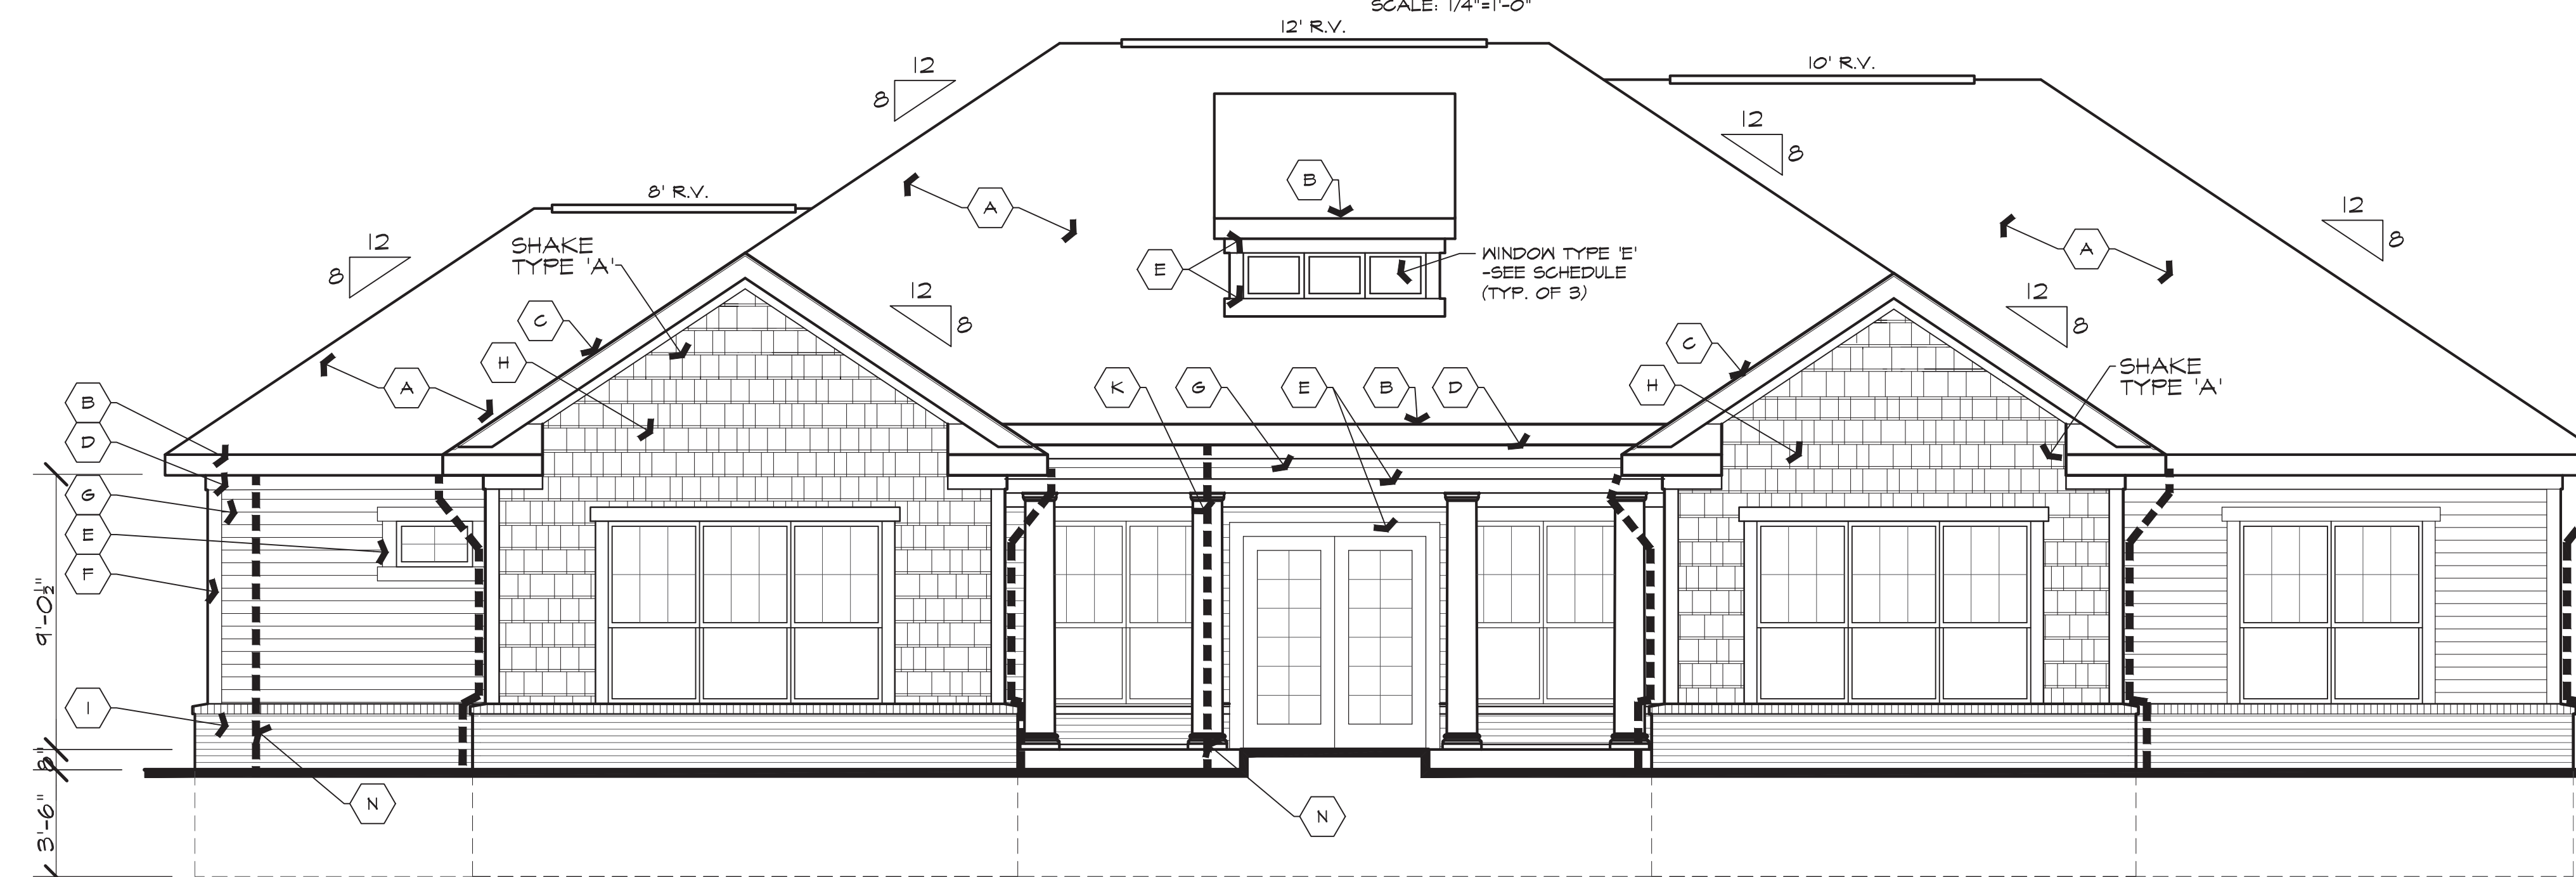 SCALE: 1/4"=1'-0"
12' R.V.
10' R.V.
8' R.V.
12
8
12
8
12
8
12
8
12
8
12
8
A
A
A
B
E
WINDOW TYPE 'E'
-SEE SCHEDULE
(TYP. OF 3)
SHAKE
TYPE 'A'
C
H
C
H
SHAKE
TYPE 'A'
K
G
E
B
D
B
D
G
E
F
I
N
N
9'-0½"
8"
3'-6"